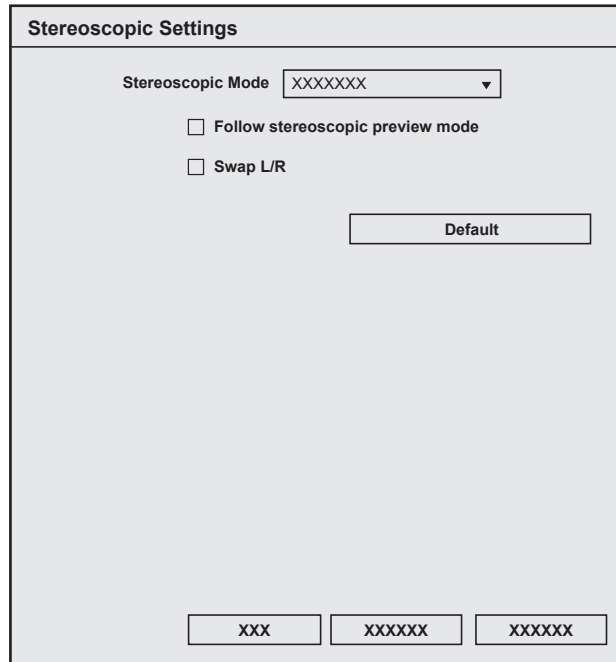 Stereoscopic Settings
Stereoscopic Mode XXXXXXX
Follow stereoscopic preview mode
Swap L/R
Default
XXX XXXXXX XXXXXX